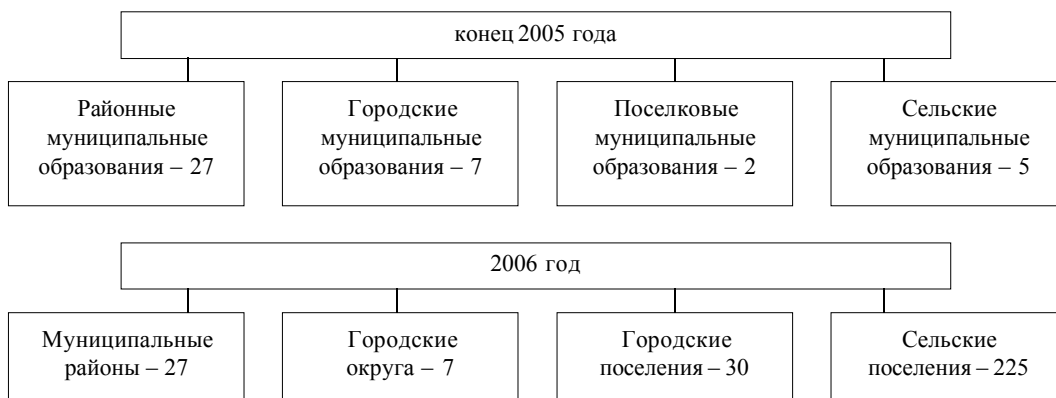 конец 2005 года
Районные
муниципальные
образования – 27
Городские
муниципальные
образования – 7
Поселковые
муниципальные
образования – 2
Сельские
муниципальные
образования – 5
2006 год
Муниципальные
районы – 27
Городские
округа – 7
Городские
поселения – 30
Сельские
поселения – 225